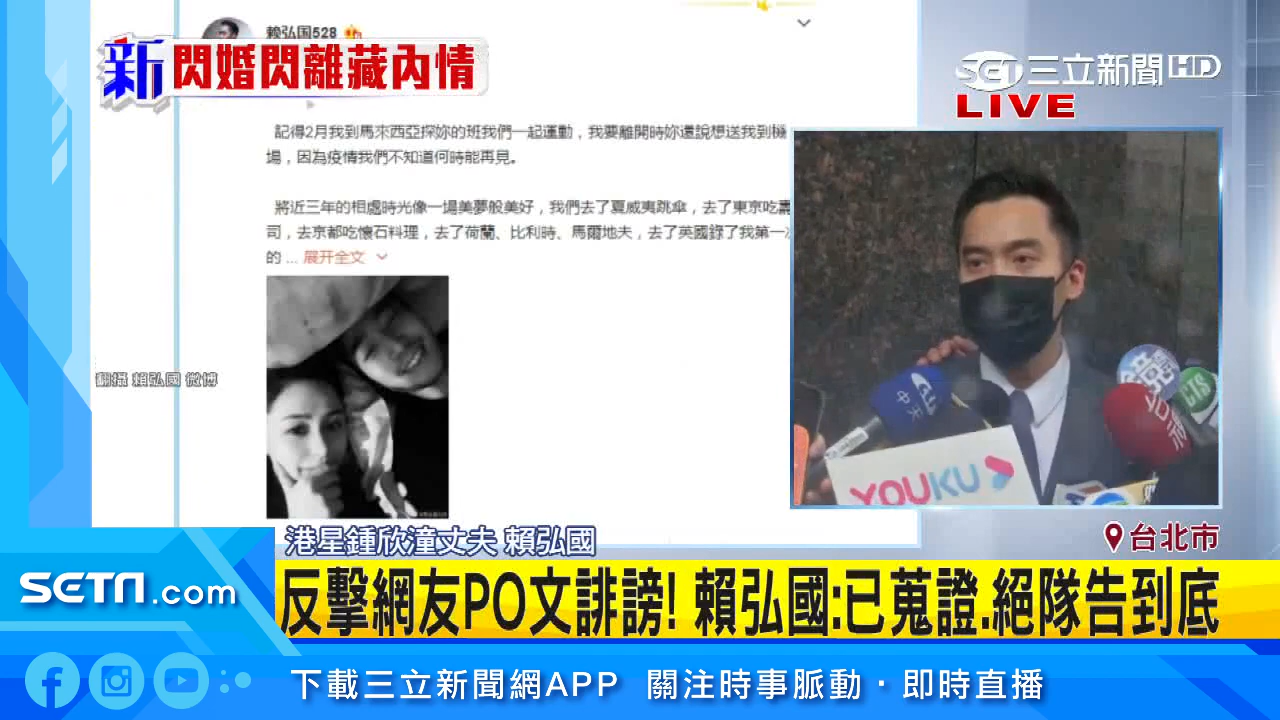 賴弘国528
新 閃婚閃離藏內情
SET三立新聞HD
LIVE
記得2月我到馬來西亞探妳的班我們一起運動，我要離開時妳還說想送我到機
場，因為疫情我們不知道何時能再見。
將近三年的相處時光像一場美夢般美好，我們去了夏威夷跳傘，去了東京吃壽
司，去京都吃懷石料理，去了荷蘭、比利時、馬爾地夫，去了英國錄了我第一次
的 ... 展开全文
翻攝 賴弘國 微博
中天
鏡
CTS
台視
YOUKU
港星鍾欣潼丈夫 賴弘國
台北市
SETN.com
反擊網友PO文誹謗! 賴弘國:已蒐證.絕隊告到底
下載三立新聞網APP 關注時事脈動・即時直播